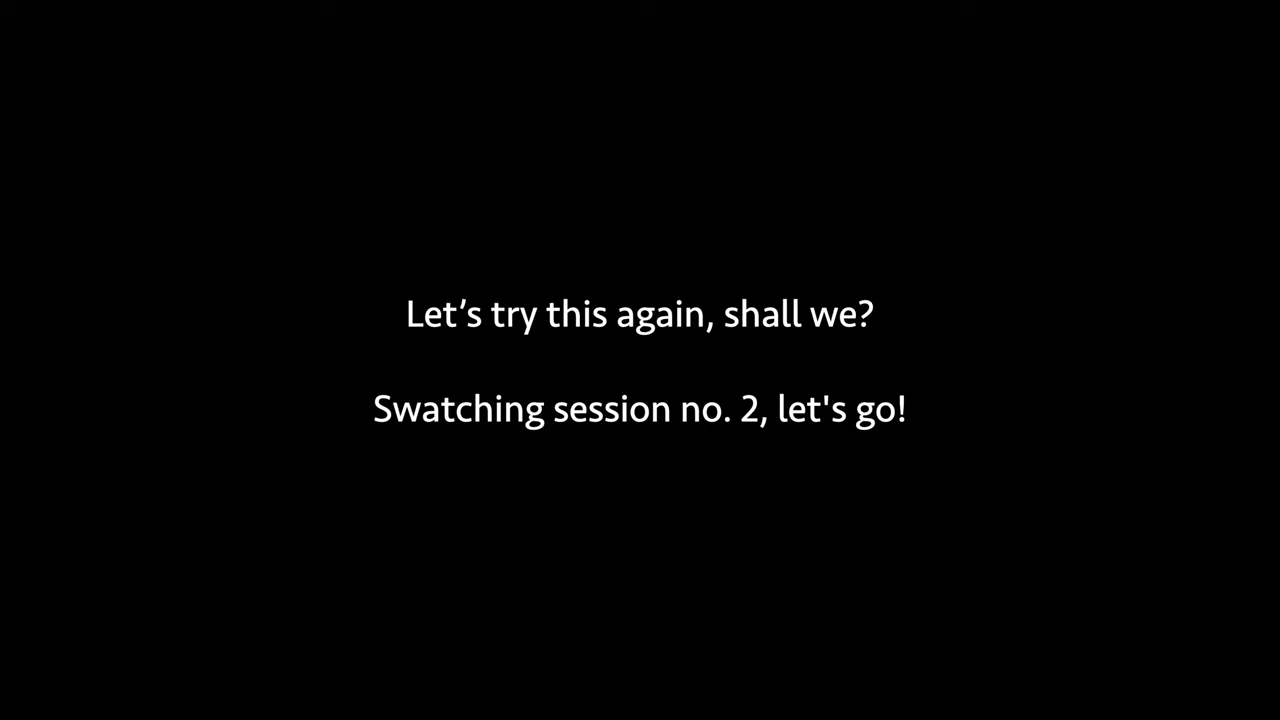 Let’s try this again, shall we?
Swatching session no. 2, let's go!